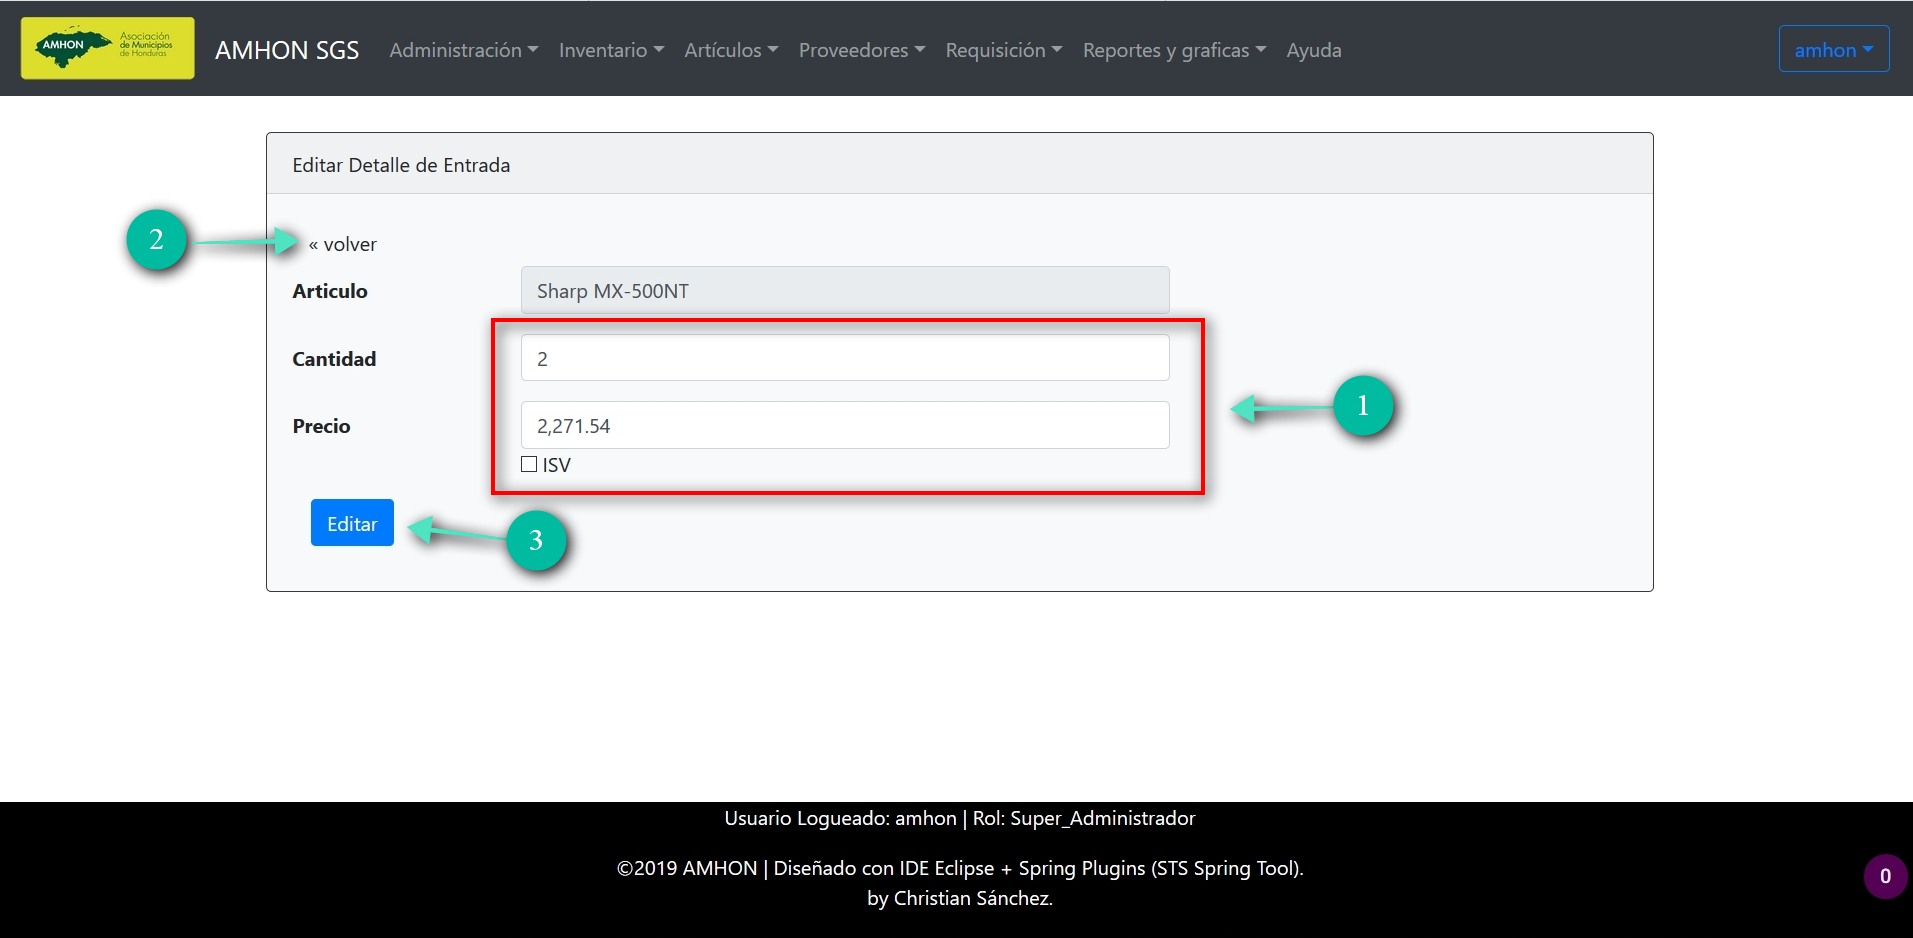 AMHON
Asociación
de Municipios
de Honduras
AMHON SGS Administración Inventario Artículos Proveedores Requisición Reportes y graficas Ayuda amhon
Editar Detalle de Entrada
2
« volver
Articulo Sharp MX-500NT
Cantidad 2
1
Precio 2,271.54
ISV
Editar
3
Usuario Logueado: amhon | Rol: Super_Administrador
©2019 AMHON | Diseñado con IDE Eclipse + Spring Plugins (STS Spring Tool).
0
by Christian Sánchez.